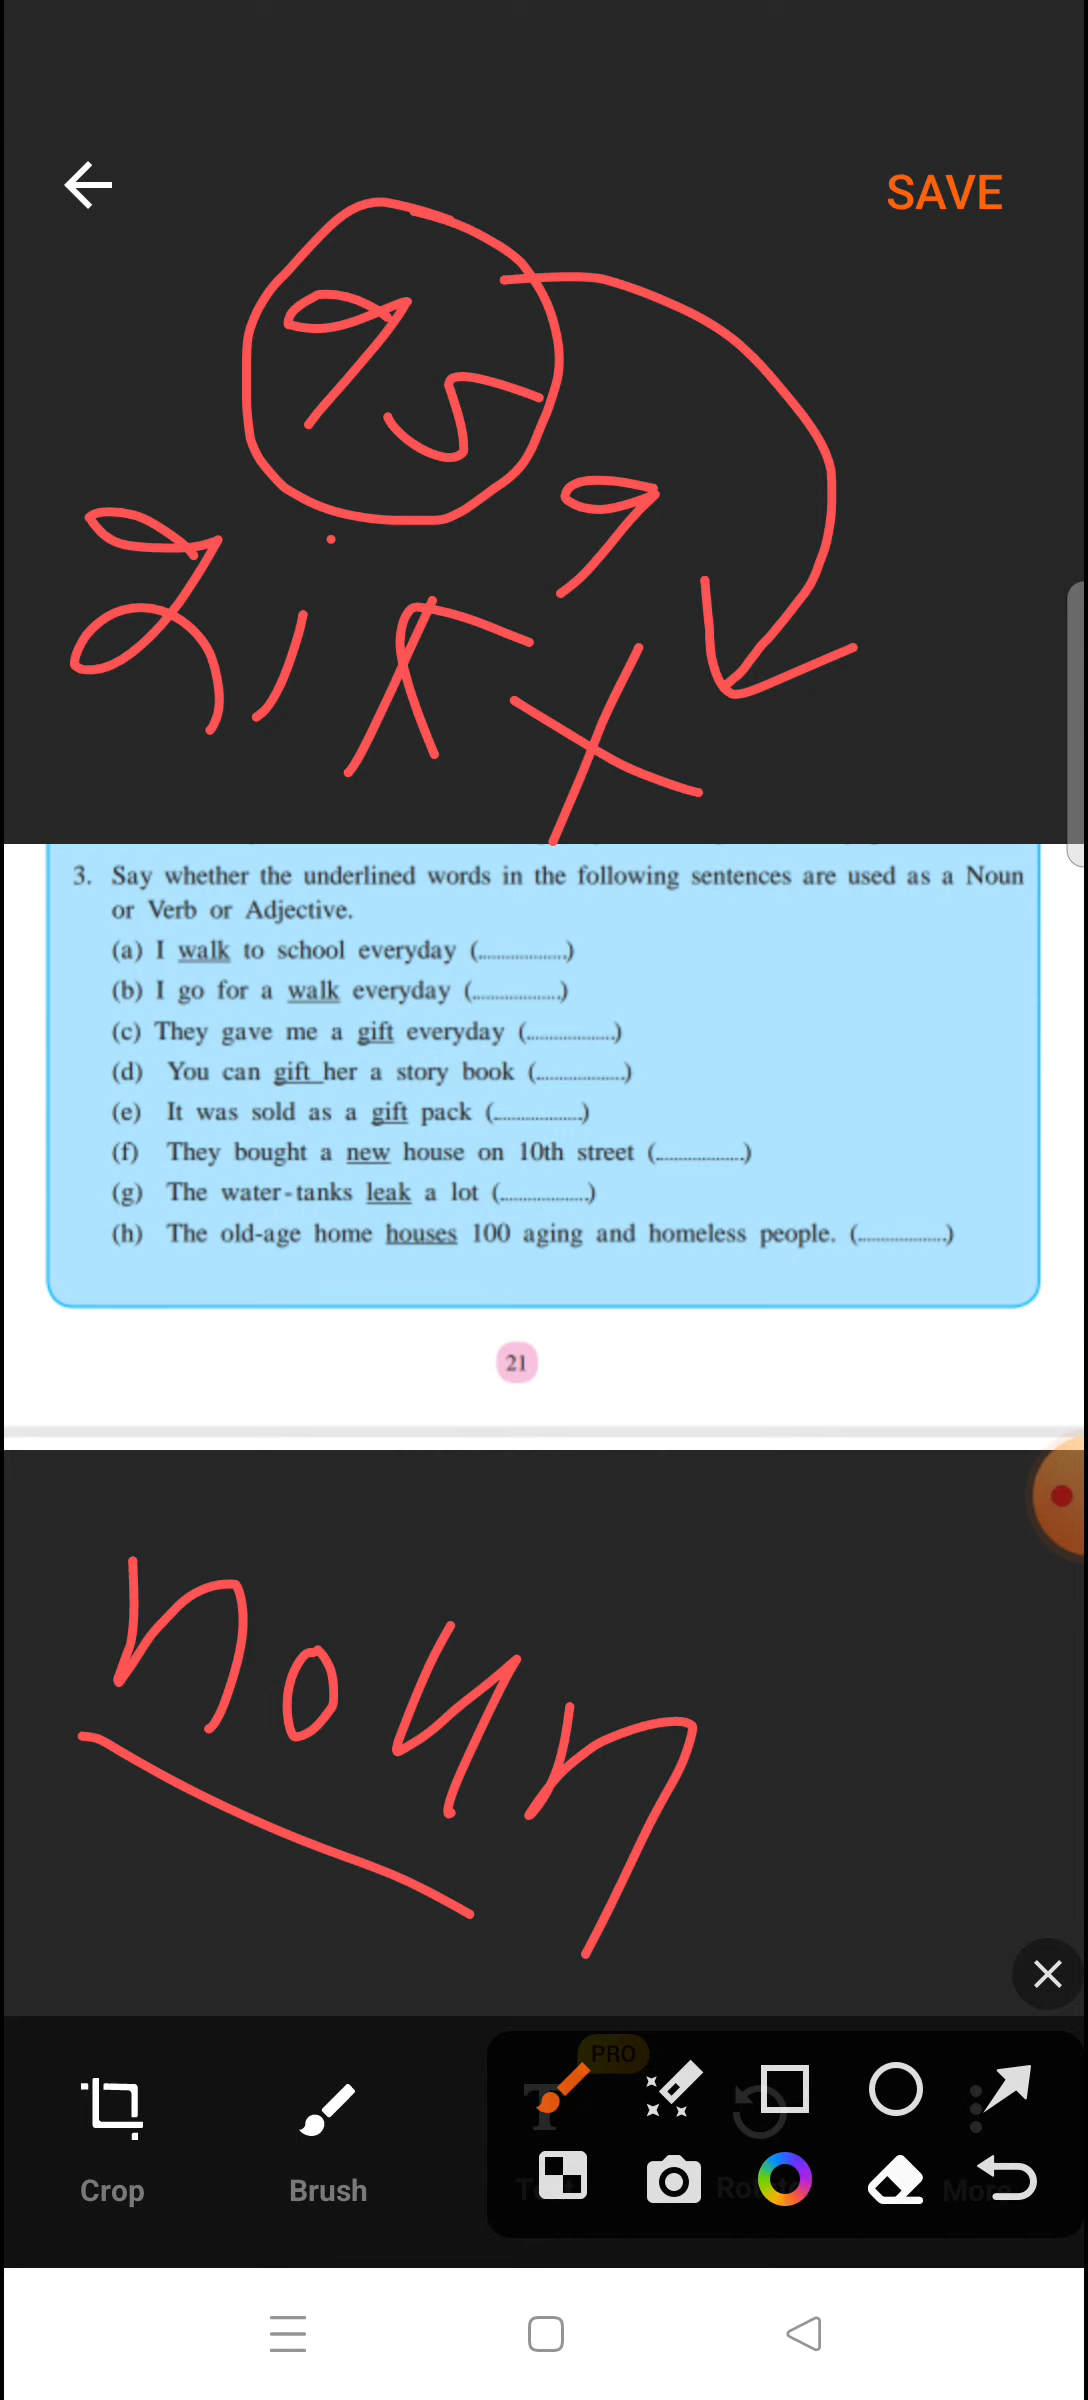 SAVE
95
9
3. Say whether the underlined words in the following sentences are used as a Noun
or Verb or Adjective.
(a) I walk to school everyday (..................)
(b) I go for a walk everyday (..................)
(c) They gave me a gift everyday (..................)
(d) You can gift her a story book (..................)
(e) It was sold as a gift pack (..................)
(f) They bought a new house on 10th street (..................)
(g) The water-tanks leak a lot (..................)
(h) The old-age home houses 100 aging and homeless people. (..................)
21
noun
PRO
Crop Brush